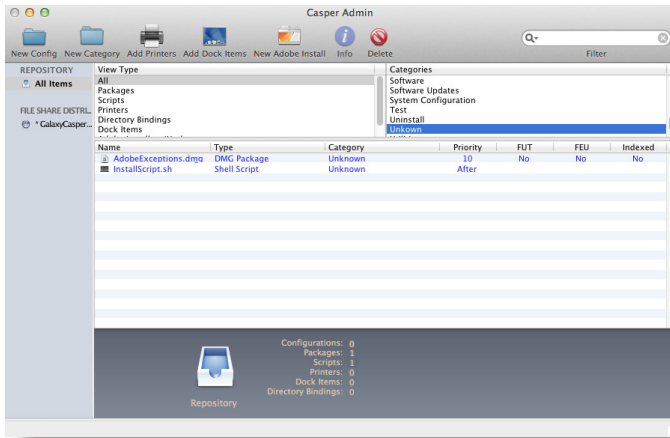 Casper Admin
New Config New Category Add Printers Add Dock Items New Adobe Install Info Delete Filter
REPOSITORY
All Items
FILE SHARE DISTRI...
* GalaxyCasper...
View Type
All
Packages
Scripts
Printers
Directory Bindings
Dock Items
Categories
Software
Software Updates
System Configuration
Test
Uninstall
Unkown
Name Type Category Priority FUT FEU Indexed
AdobeExceptions.dmg DMG Package Unknown 10 No No No
InstallScript.sh Shell Script Unknown After
Configurations: 0
Packages: 1
Scripts: 1
Printers: 0
Dock Items: 0
Directory Bindings: 0
Repository